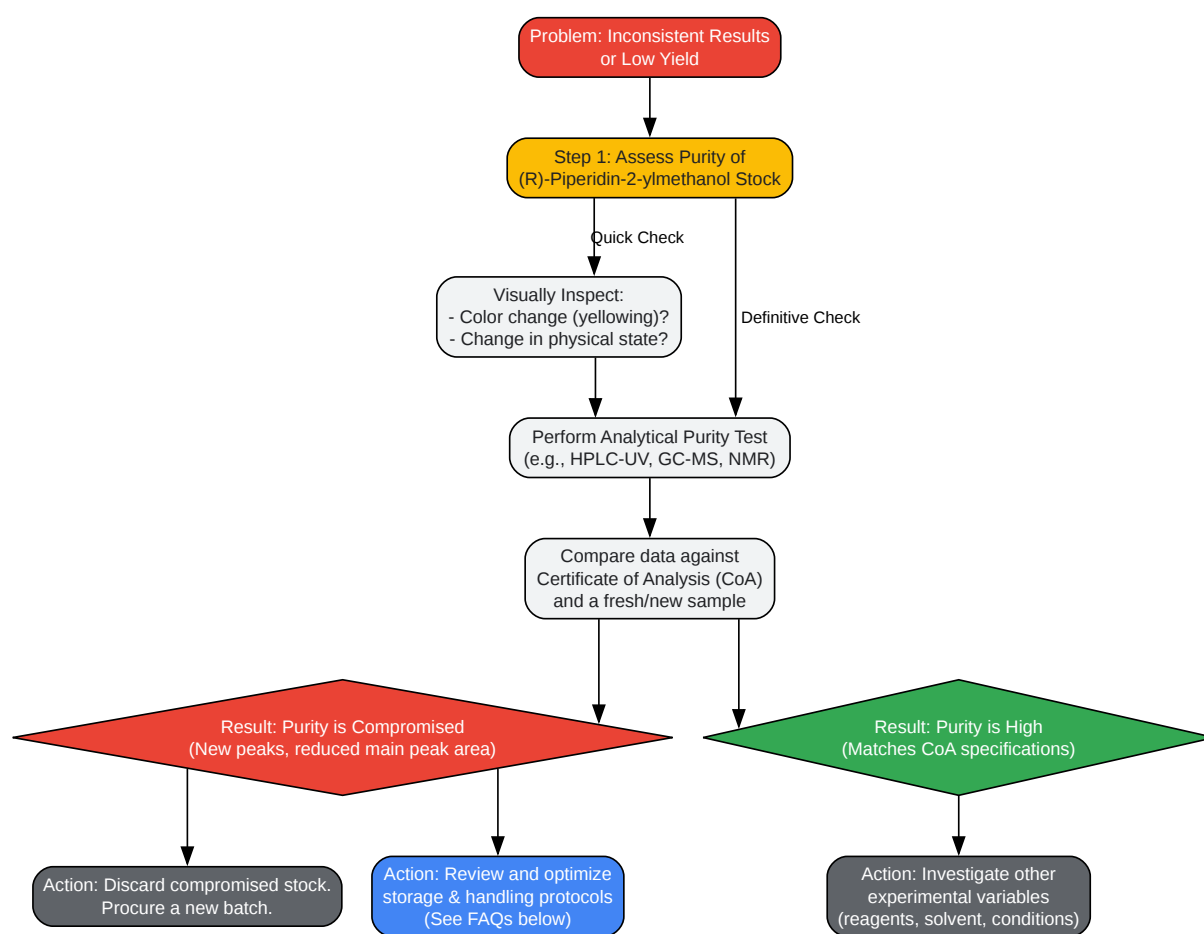 Problem: Inconsistent Results
or Low Yield
Step 1: Assess Purity of
(R)-Piperidin-2-ylmethanol Stock
Quick Check
Visually Inspect:
- Color change (yellowing)?
- Change in physical state?
Definitive Check
Perform Analytical Purity Test
(e.g., HPLC-UV, GC-MS, NMR)
Compare data against
Certificate of Analysis (CoA)
and a fresh/new sample
Result: Purity is Compromised
(New peaks, reduced main peak area)
Result: Purity is High
(Matches CoA specifications)
Action: Discard compromised stock.
Procure a new batch.
Action: Review and optimize
storage & handling protocols
(See FAQs below)
Action: Investigate other
experimental variables
(reagents, solvent, conditions)